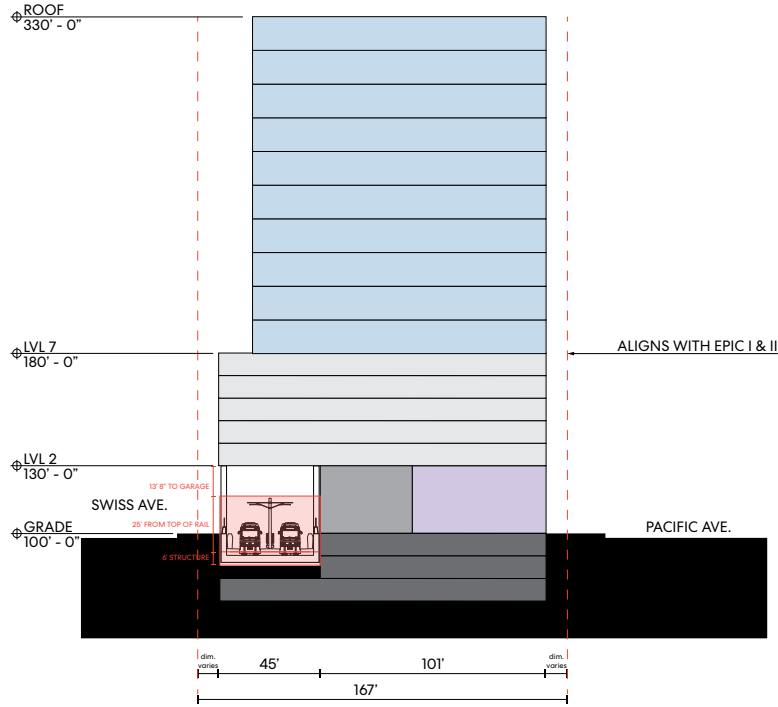 ROOF
330' - 0"
LVL 7
180' - 0"
ALIGNS WITH EPIC I & II
LVL 2
130' - 0"
13' 8" TO GARAGE
SWISS AVE.
25' FROM TOP OF RAIL
GRADE
100' - 0"
PACIFIC AVE.
6' STRUCTURE
dim.
varies
45'
101'
dim.
varies
167'